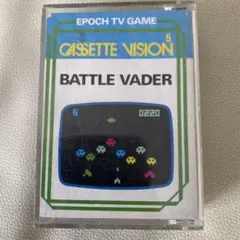 EPOCH TV GAME
CASSETTE VISION
5
BATTLE VADER
6 0220